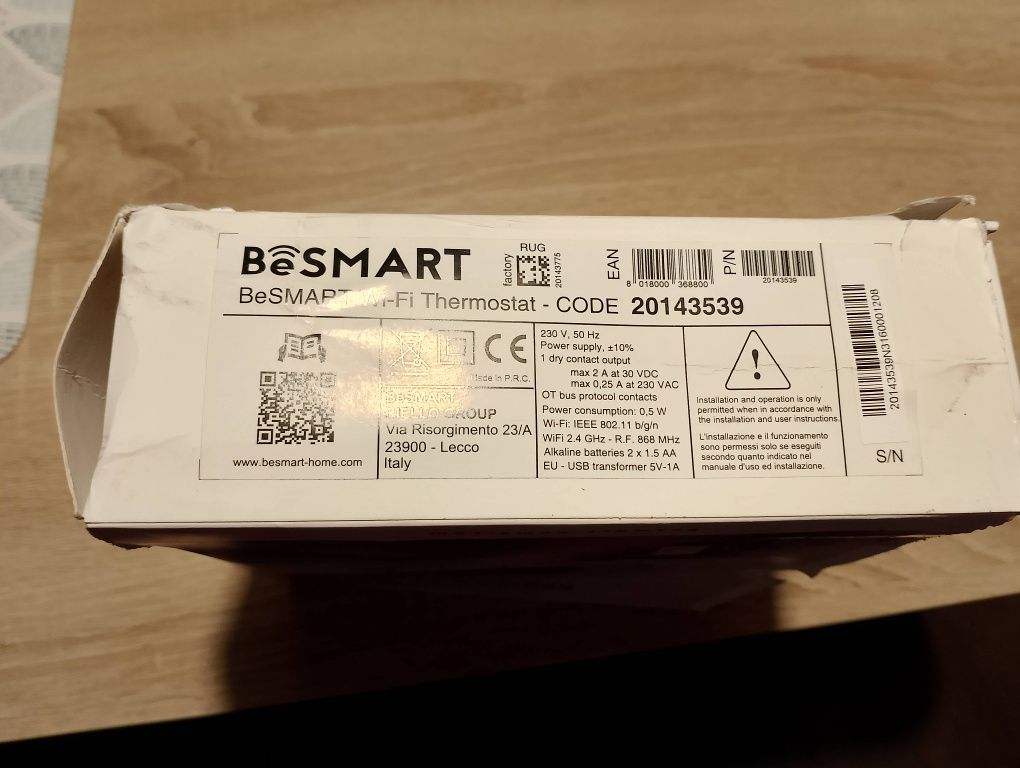 BeSMART
factory
RUG
20143775
EAN
8 018000 368800
P/N
20143539
BeSMART Wi-Fi Thermostat - CODE 20143539
www.besmart-home.com
CE
Made in P.R.C.
BeSMART
RIELLO GROUP
Via Risorgimento 23/A
23900 - Lecco
Italy
230 V, 50 Hz
Power supply, ±10%
1 dry contact output
max 2 A at 30 VDC
max 0,25 A at 230 VAC
OT bus protocol contacts
Power consumption: 0,5 W
Wi-Fi: IEEE 802.11 b/g/n
WiFi 2.4 GHz - R.F. 868 MHz
Alkaline batteries 2 x 1.5 AA
EU - USB transformer 5V-1A
!
Installation and operation is only
permitted when in accordance with
the installation and user instructions.
L'installazione e il funzionamento
sono permessi solo se eseguiti
secondo quanto indicato nel
manuale d'uso ed installazione.
20143539N3160001208
S/N